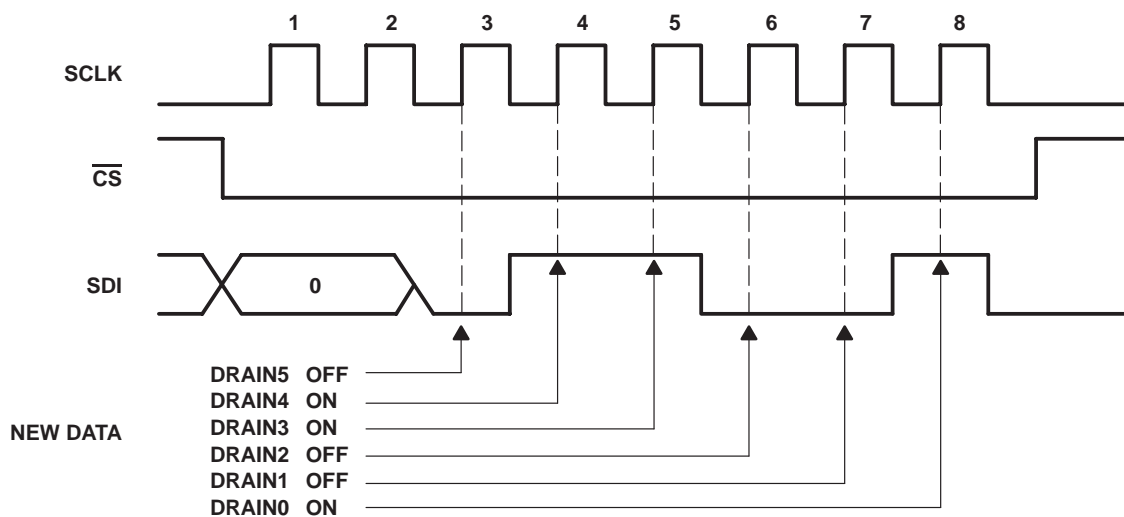 1 2 3 4 5 6 7 8
SCLK
CS
SDI
0
DRAIN5 OFF
DRAIN4 ON
DRAIN3 ON
NEW DATA
DRAIN2 OFF
DRAIN1 OFF
DRAIN0 ON